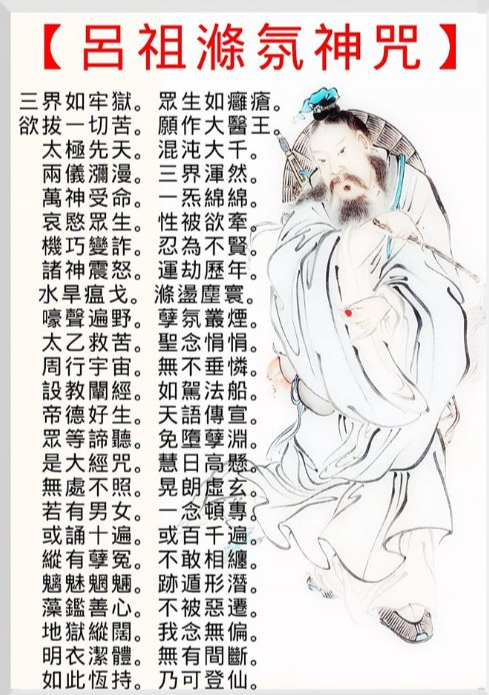 【呂祖滌氛神咒】
三界如牢獄。眾生如癰瘡。
欲拔一切苦。願作大醫王。
太極先天。混沌大千。
兩儀瀰漫。三界渾然。
萬神受命。一炁綿綿。
哀愍眾生。性被欲牽。
機巧變詐。忍為不賢。
諸神震怒。運劫歷年。
水旱瘟戈。滌盪塵寰。
嚎聲遍野。孽氛叢煙。
太乙救苦。聖念悁悁。
周行宇宙。無不垂憐。
設教闡經。如駕法船。
帝德好生。天語傳宣。
眾等諦聽。免墮孽淵。
是大經咒。慧日高懸。
無處不照。晃朗虛玄。
若有男女。一念頓專。
或誦十遍。或百千遍。
縱有孽冤。不敢相纏。
魑魅魍魎。跡遁形潛。
藻鑑善心。不被惡遷。
地獄縱闊。我念無偏。
明衣潔體。無有間斷。
如此恆持。乃可登仙。